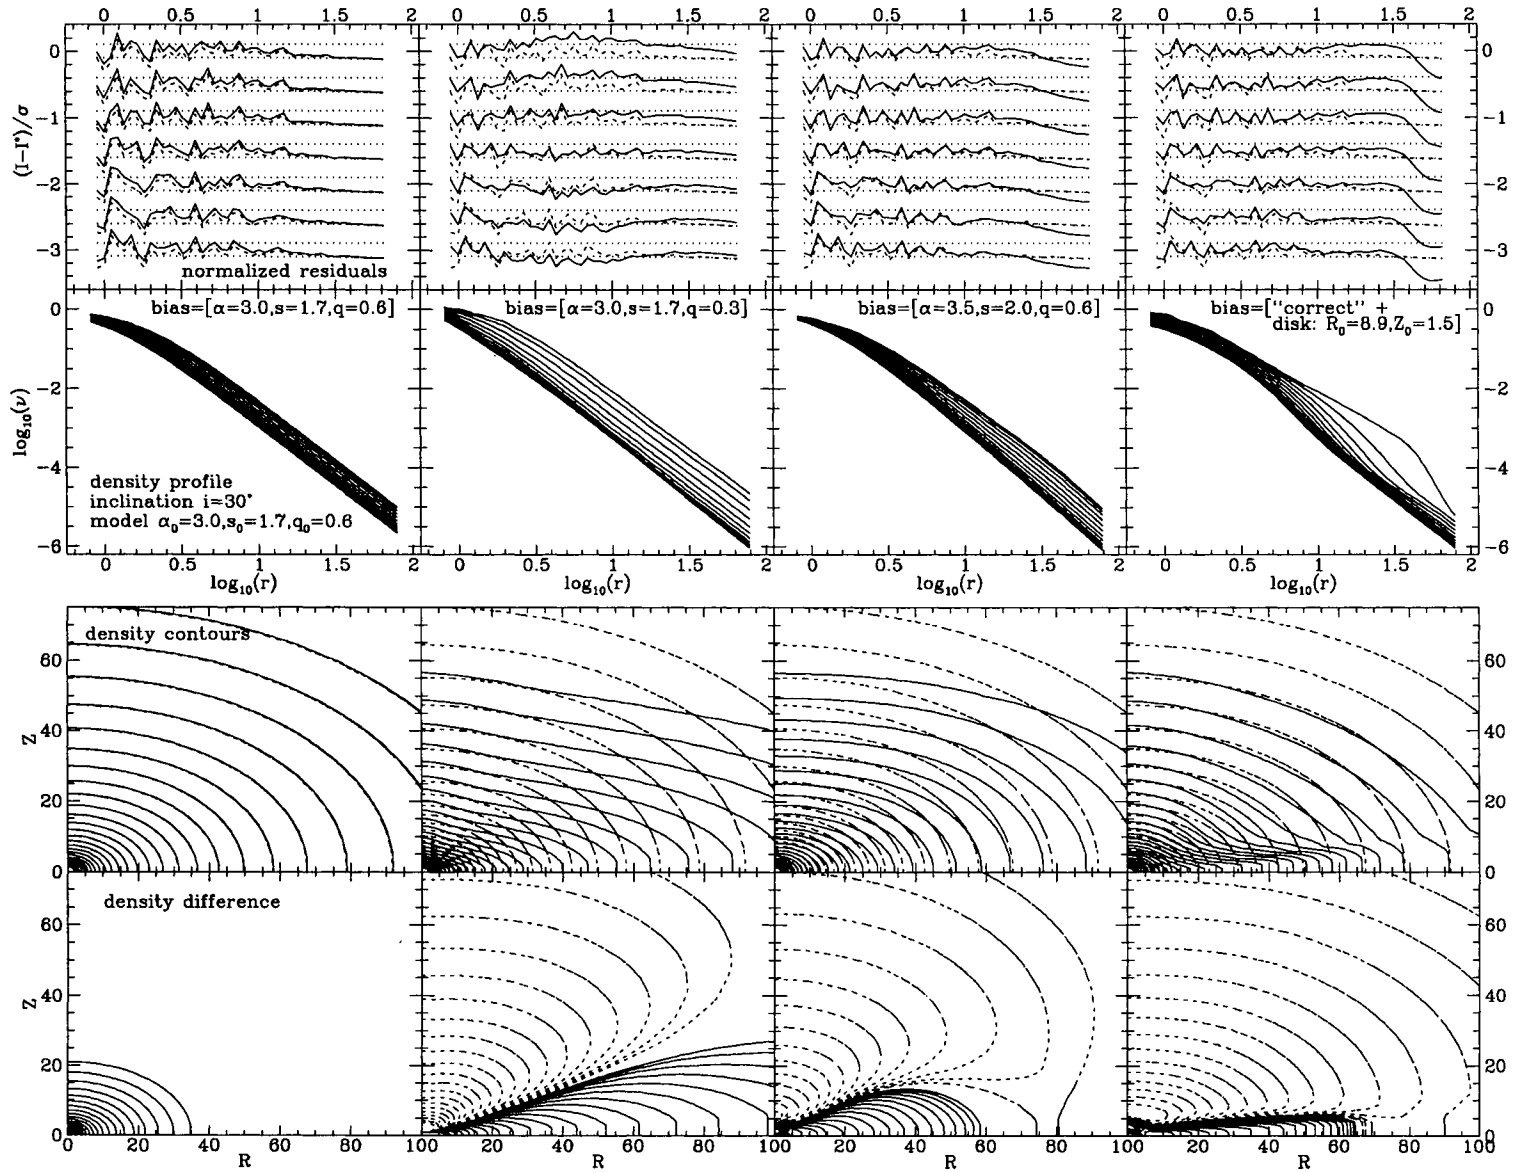 0 0.5 1 1.5 2 0 0.5 1 1.5 2 0 0.5 1 1.5 2 0 0.5 1 1.5 2
(I−I')/σ
0 −1 −2 −3
0 −1 −2 −3
normalized residuals
bias=[α=3.0,s=1.7,q=0.6]
bias=[α=3.0,s=1.7,q=0.3]
bias=[α=3.5,s=2.0,q=0.6]
bias=["correct" +
disk: R₀=8.9,Z₀=1.5]
log₁₀(ν)
0 −2 −4 −6
0 −2 −4 −6
density profile
inclination i=30°
model α₀=3.0,s₀=1.7,q₀=0.6
0 0.5 1 1.5 0 0.5 1 1.5 2 0 0.5 1 1.5 2 0 0.5 1 1.5 2
log₁₀(r) log₁₀(r) log₁₀(r) log₁₀(r)
density contours
Z
60 40 20 0
60 40 20 0
density difference
Z
60 40 20 0
60 40 20 0
0 20 40 60 80 100 20 40 60 80 100 20 40 60 80 100 20 40 60 80 100
R R R R